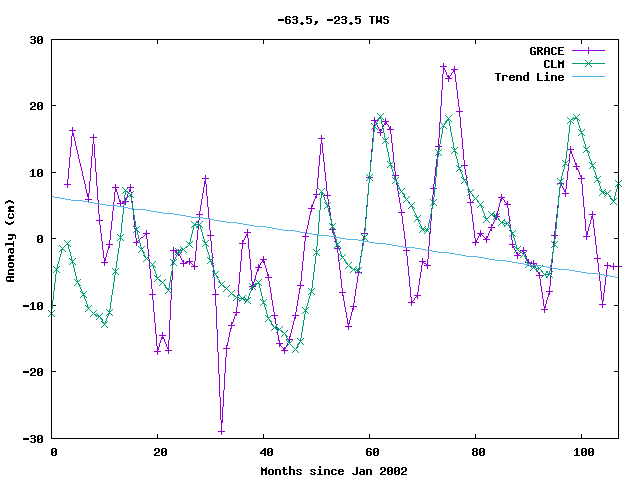 -63.5, -23.5 TWS
30
20
10
0
-10
-20
-30
Anomaly (cm)
GRACE
CLM
Trend Line
0 20 40 60 80 100
Months since Jan 2002